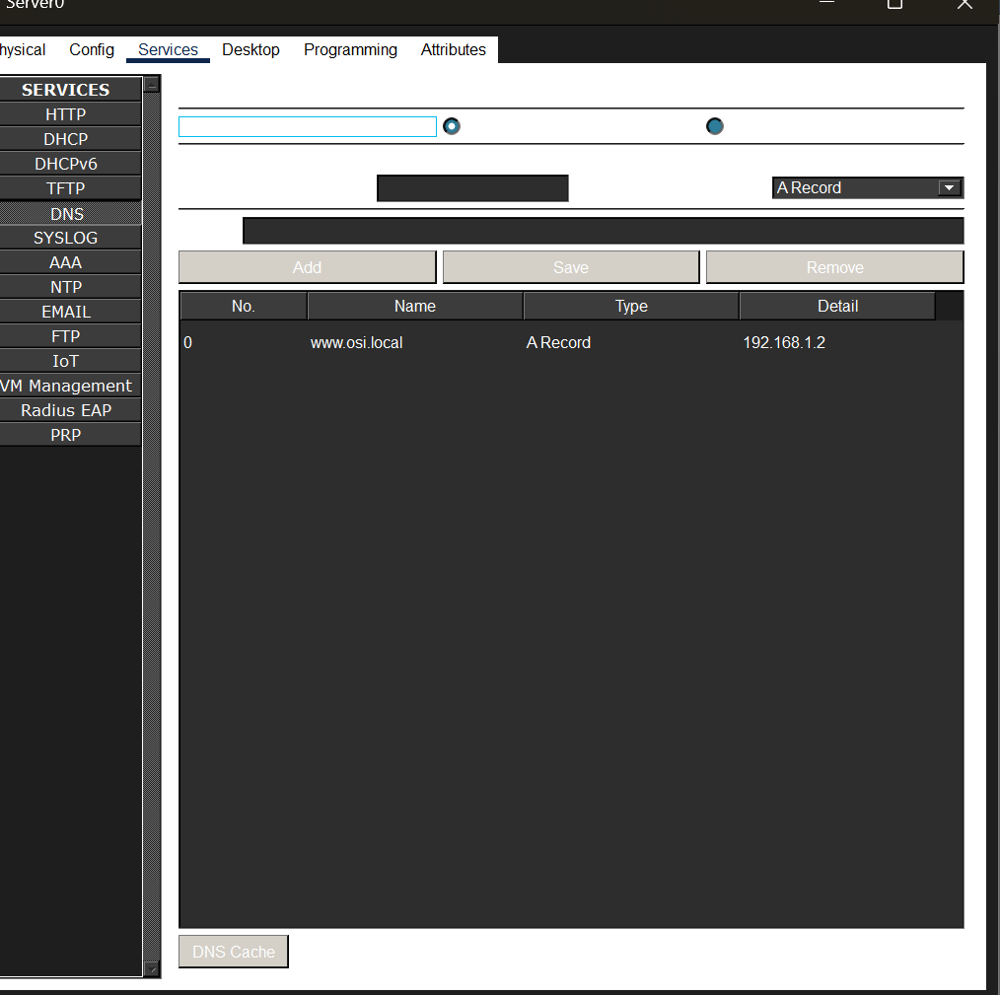 Server0
hysical Config Services Desktop Programming Attributes
SERVICES
HTTP
DHCP
DHCPv6
TFTP
DNS
SYSLOG
AAA
NTP
EMAIL
FTP
IoT
VM Management
Radius EAP
PRP
A Record
Add Save Remove
No. Name Type Detail
0 www.osi.local A Record 192.168.1.2
DNS Cache